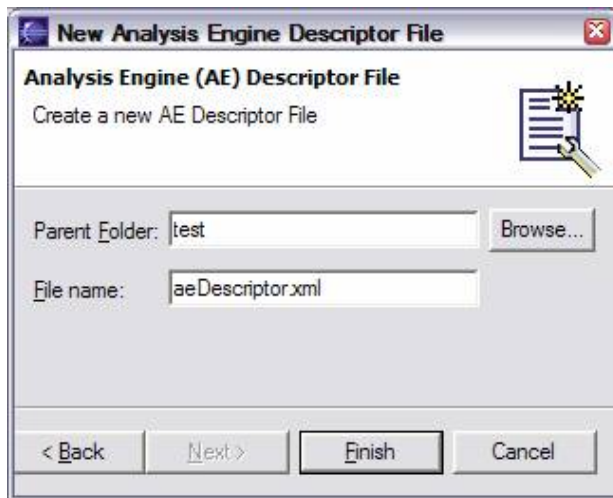 New Analysis Engine Descriptor File
Analysis Engine (AE) Descriptor File
Create a new AE Descriptor File
Parent Folder: test Browse...
File name: aeDescriptor.xml
< Back Next > Finish Cancel